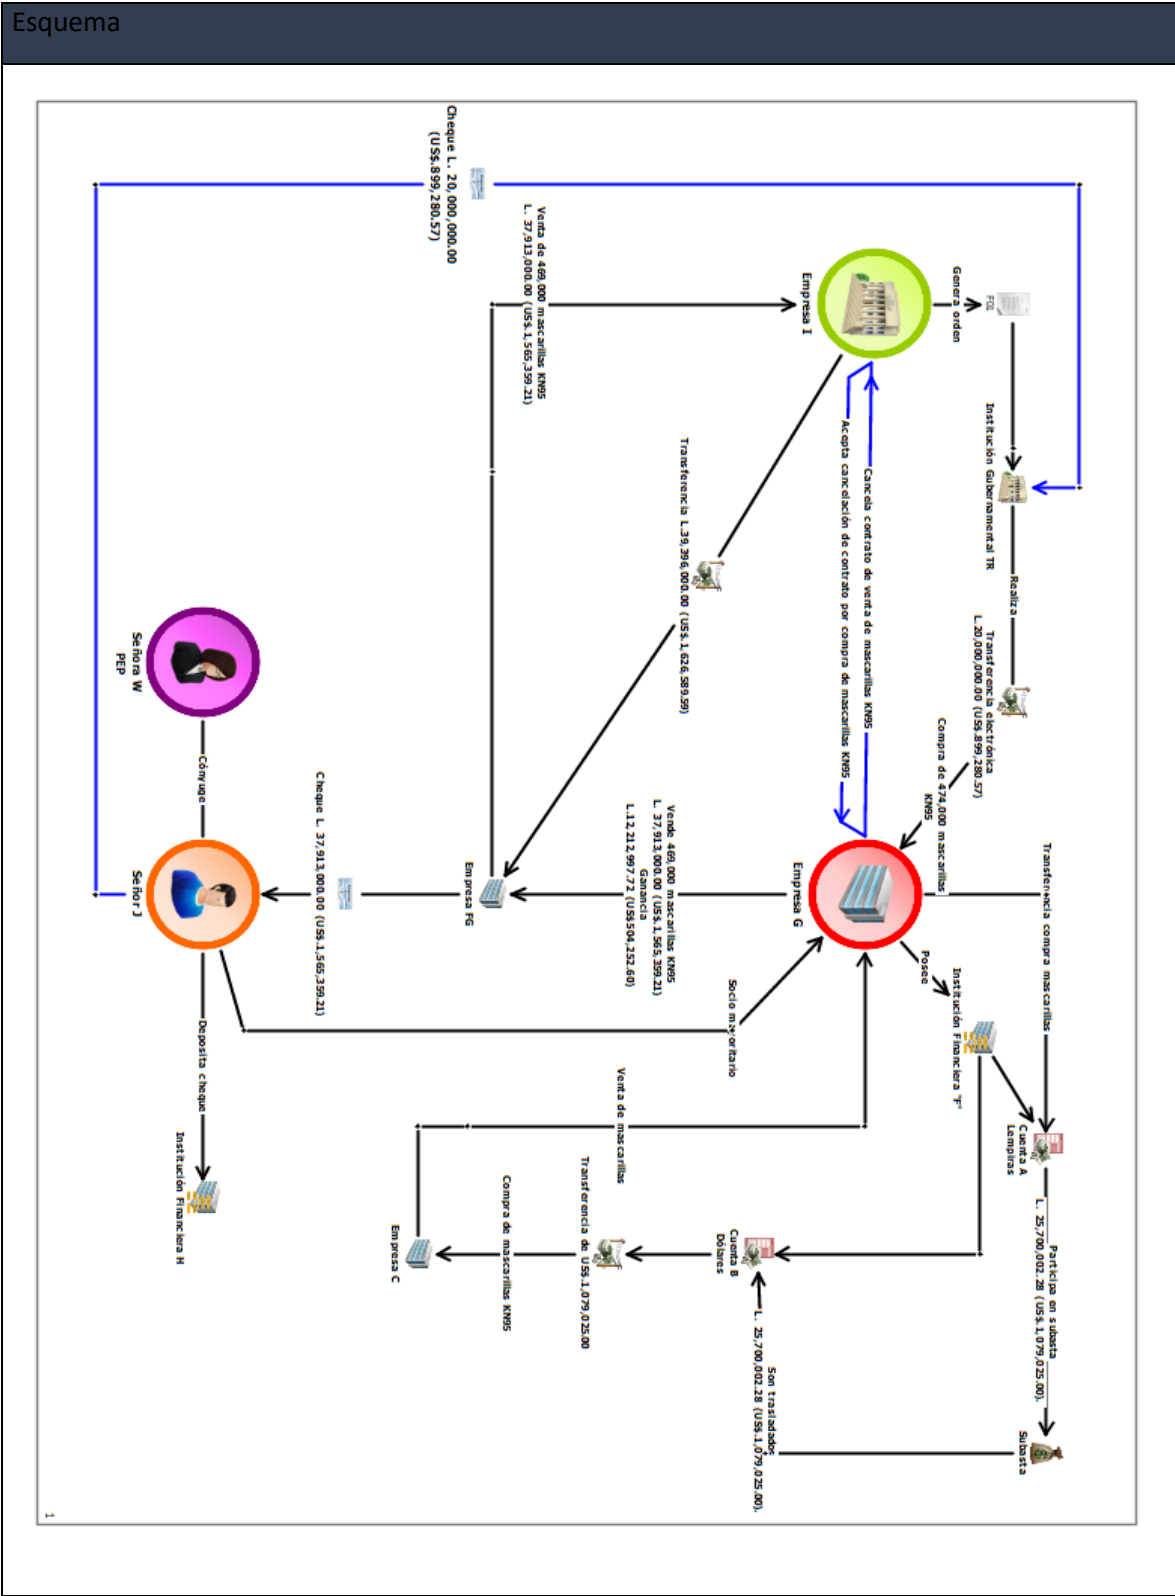 Esquema
Genera orden
F01
Institución Gubernamental TR
Realiza
Transferencia electrónica
L.20,000,000.00 (US$.899,280.57)
Compra de 474,000 mascarillas
KN95
Transferencia compra mascarillas
Cuenta A
Lempiras
Participa en subasta
L. 25,700,002.28 (US$.1,079,025.00).
Subasta
Empresa I
Cancela contrato de venta de mascarillas KN95
Acepta cancelación de contrato por compra de mascarillas KN95
Empresa G
Posee
Institución Financiera "F"
Cuenta B
Dólares
Son trasladados
L. 25,700,002.28 (US$.1,079,025.00).
Transferencia L.39,396,000.00 (US$.1,626,589.59)
Vende 469,000 mascarillas KN95
L. 37,913,000.00 (US$.1,565,359.21)
Ganancia
L.12,212,997.72 (US$504,252.60)
Socio mayoritario
Venta de mascarillas
Transferencia de US$.1,079,025.00
Compra de mascarillas KN95
Empresa C
Venta de 469,000 mascarillas KN95
L. 37,913,000.00 (US$.1,565,359.21)
Empresa FG
Cheque L. 20,000,000.00
(US$.899,280.57)
Cheque L. 37,913,000.00 (US$.1,565,359.21)
Señora W
PEP
Cónyuge
Señor J
Deposita cheque
Institución Financiera H
1